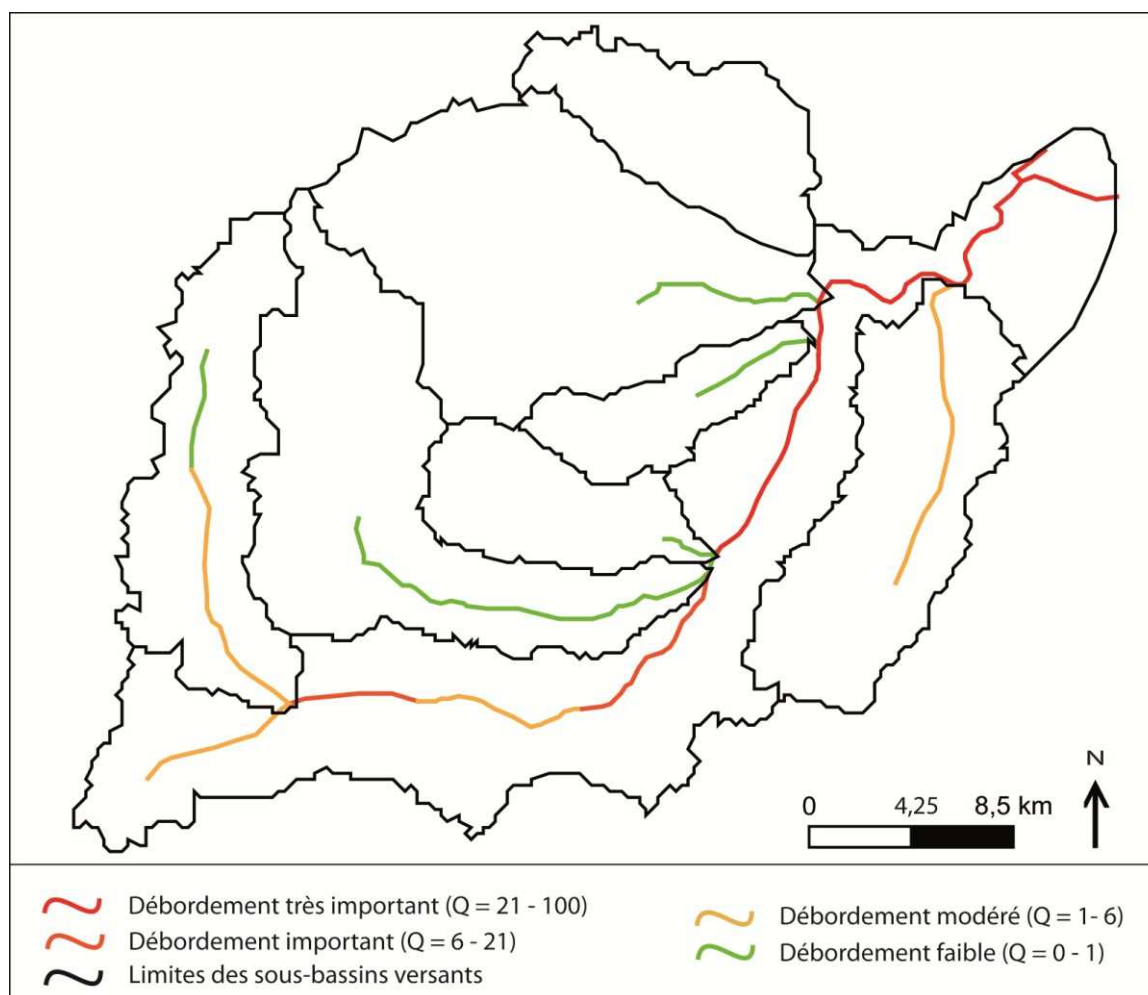 N
0 4,25 8,5 km
Débordement très important (Q = 21 - 100)
Débordement important (Q = 6 - 21)
Limites des sous-bassins versants
Débordement modéré (Q = 1- 6)
Débordement faible (Q = 0 - 1)